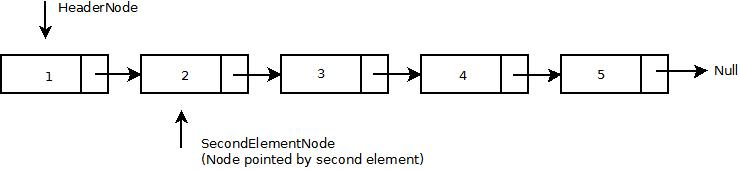 HeaderNode
1 2 3 4 5 Null
SecondElementNode
(Node pointed by second element)